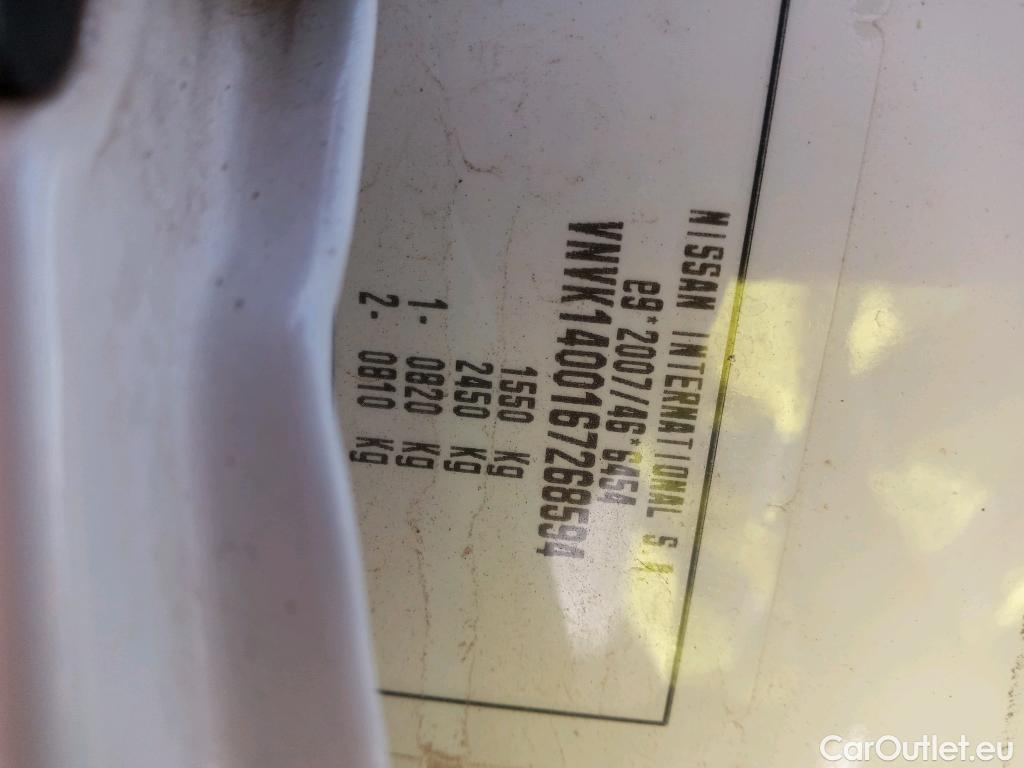 NISSAN INTERNATIONAL S.A
e9*2007/46*6454
VNVK1400167268594
1550 Kg
2450 Kg
1- 0820 Kg
2- 0810 Kg
CarOutlet.eu